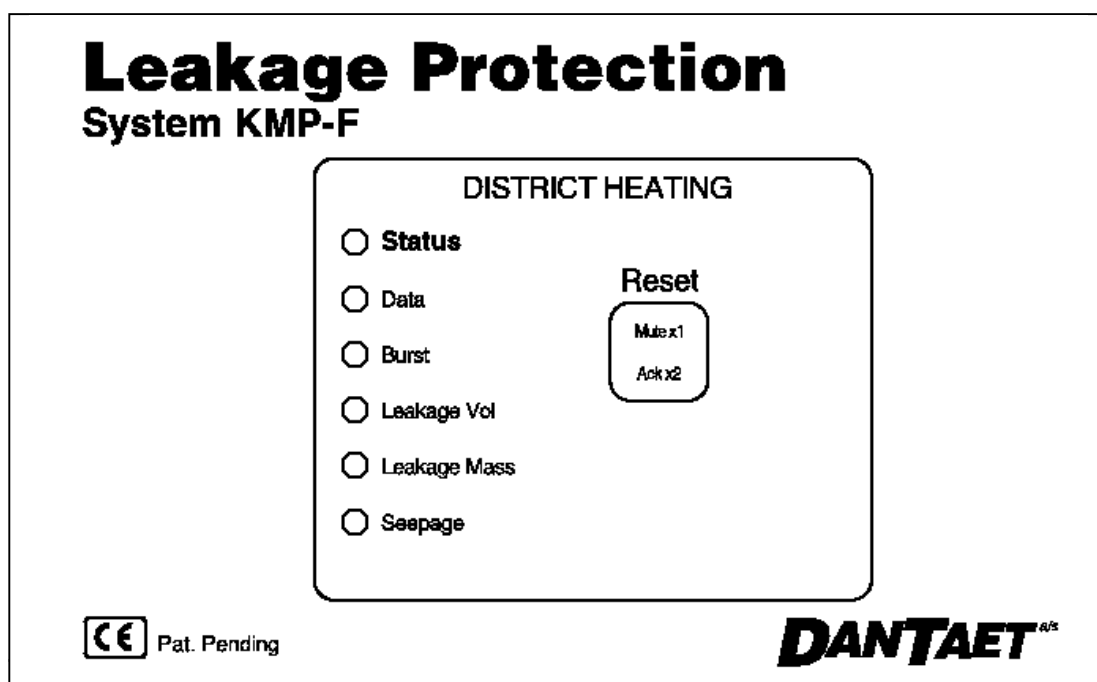 Leakage Protection
System KMP-F
DISTRICT HEATING
Status
Data
Burst
Leakage Vol
Leakage Mass
Seepage
Reset
Mute x1
Ack x2
CE Pat. Pending
DANTAET a/s